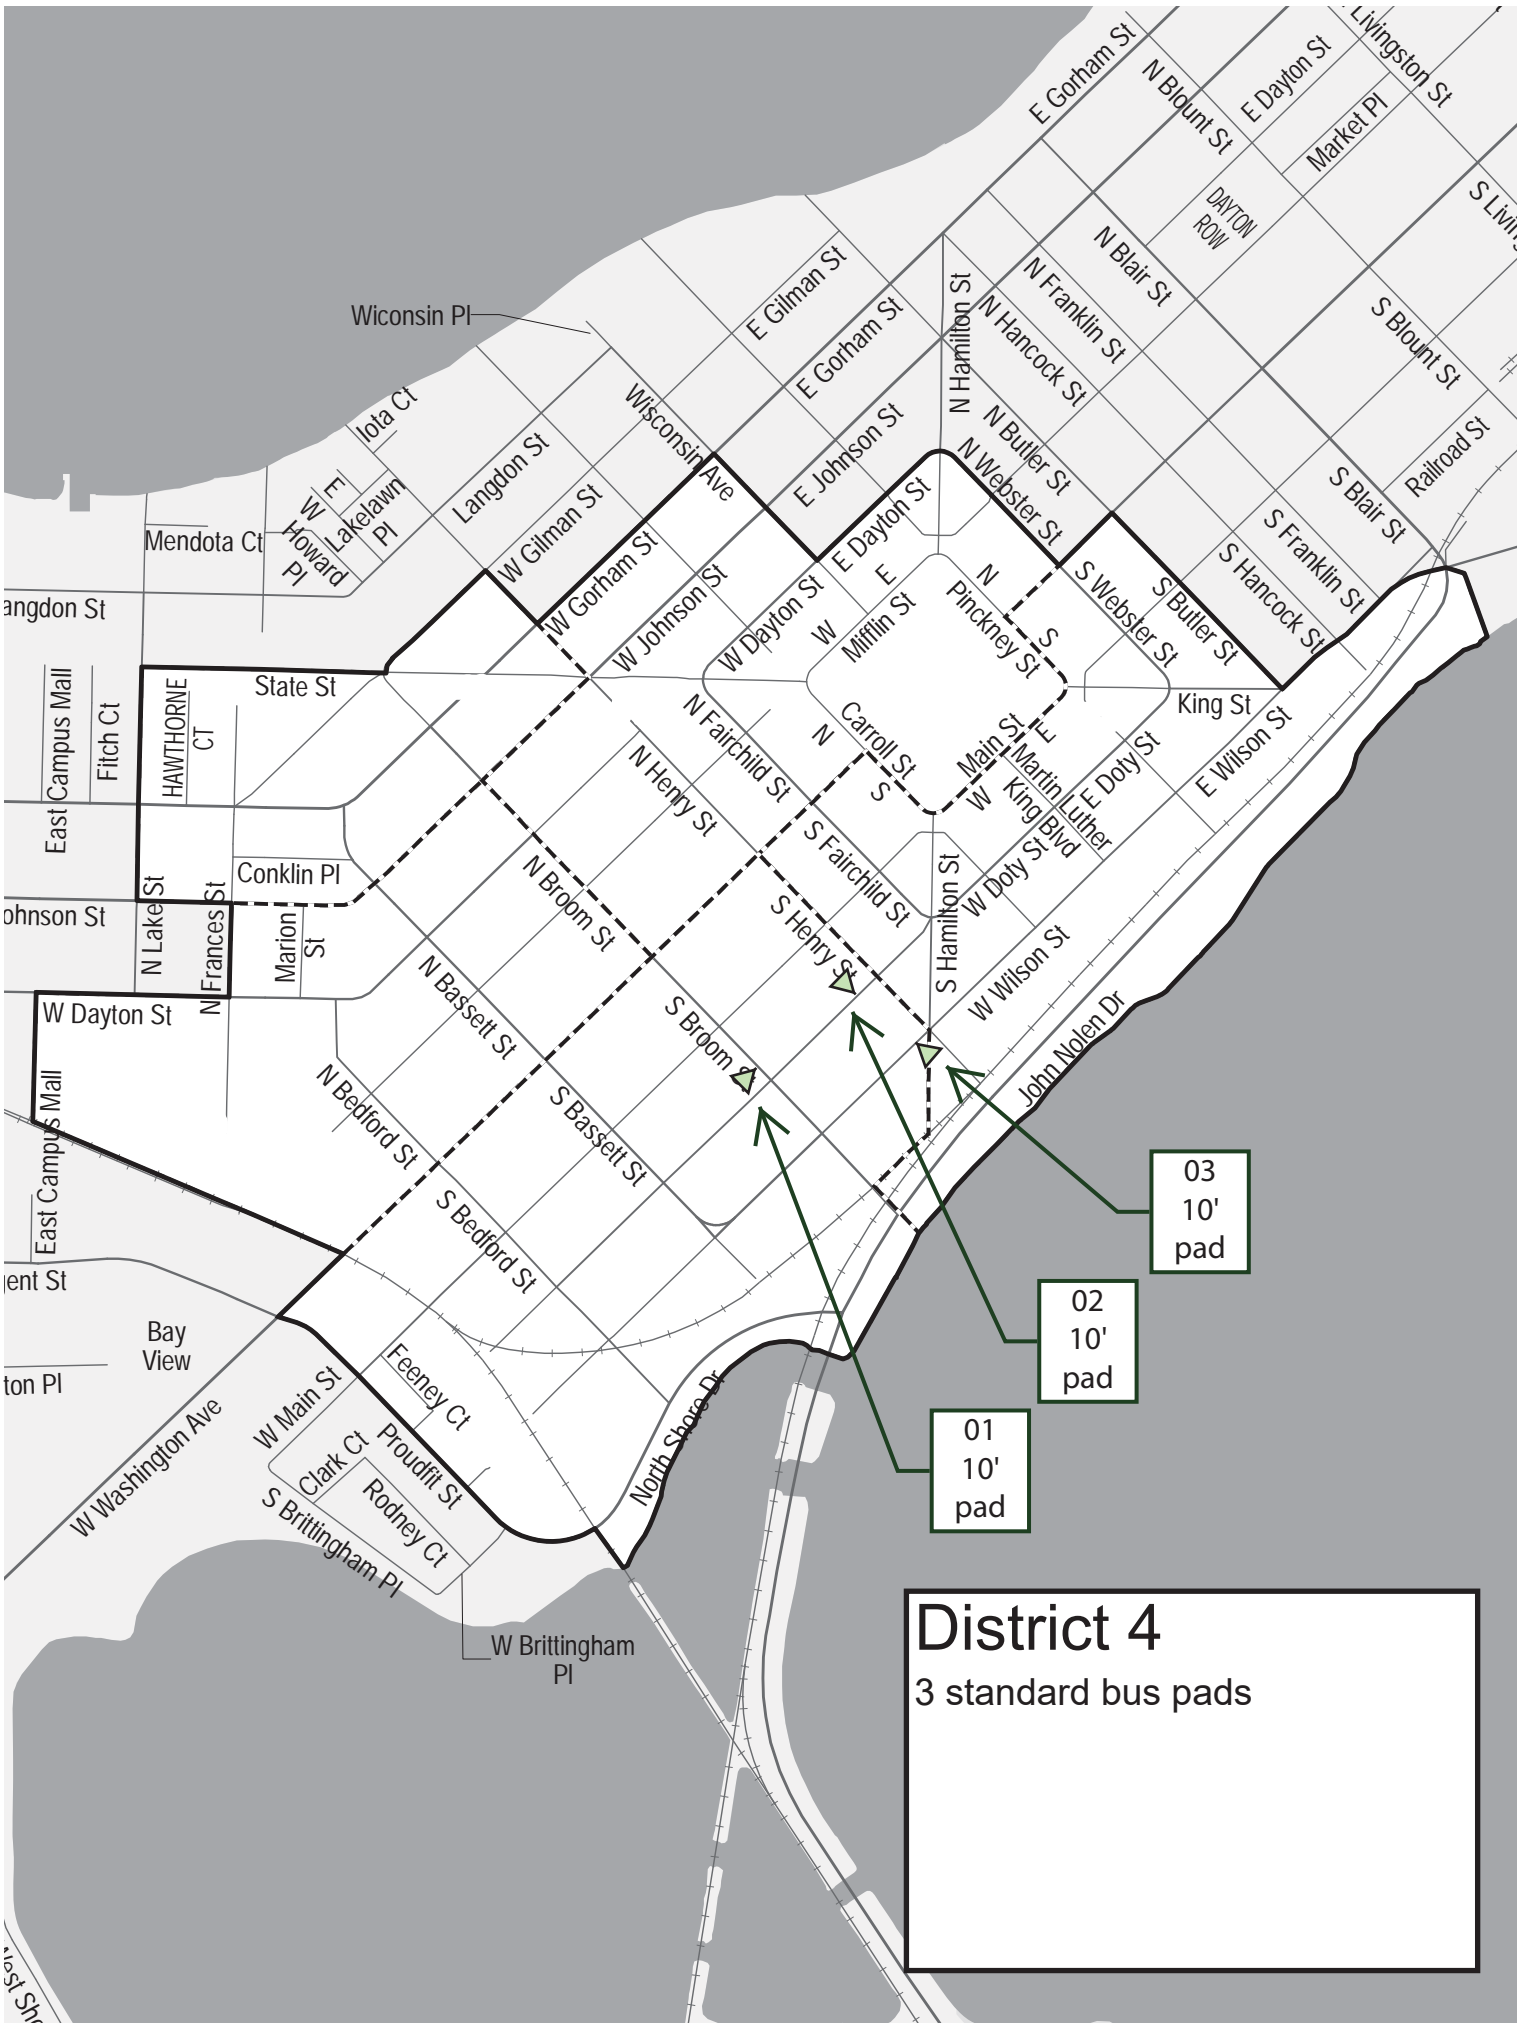 E Gorham St
N Blount St
E Dayton St
Livingston St
Market Pl
DAYTON
ROW
S Livin
N Blair St
N Franklin St
N Hancock St
N Hamilton St
E Gilman St
E Gorham St
E Johnson St
N Butler St
N Webster St
S Blount St
Railroad St
S Blair St
S Franklin St
S Hancock St
Wiconsin Pl
Wisconsin Ave
Iota Ct
Langdon St
E
W
Lakelawn
Pl
Howard
Pl
Mendota Ct
W Gilman St
W Gorham St
angdon St
E Dayton St
W Johnson St
W Dayton St
E
W
Mifflin St
N
Pinckney St
S
S Webster St
S Butler St
King St
E Wilson St
State St
East Campus Mall
Fitch Ct
HAWTHORNE
CT
N Fairchild St
N
Carroll St
S
Main St
E
W
Martin Luther
King Blvd
E Doty St
N Henry St
S Fairchild St
W Doty St
S Hamilton St
Conklin Pl
N Broom St
S Henry St
W Wilson St
ohnson St
N Lake St
N Frances St
Marion
St
W Dayton St
N Bassett St
S Broom St
John Nolen Dr
East Campus Mall
N Bedford St
S Bassett St
S Bedford St
ent St
Bay
View
ton Pl
W Washington Ave
W Main St
Feeney Ct
Clark Ct
Proudfit St
Rodney Ct
S Brittingham Pl
North Shore Dr
W Brittingham
Pl
03
10'
pad
02
10'
pad
01
10'
pad
District 4
3 standard bus pads
West Sho